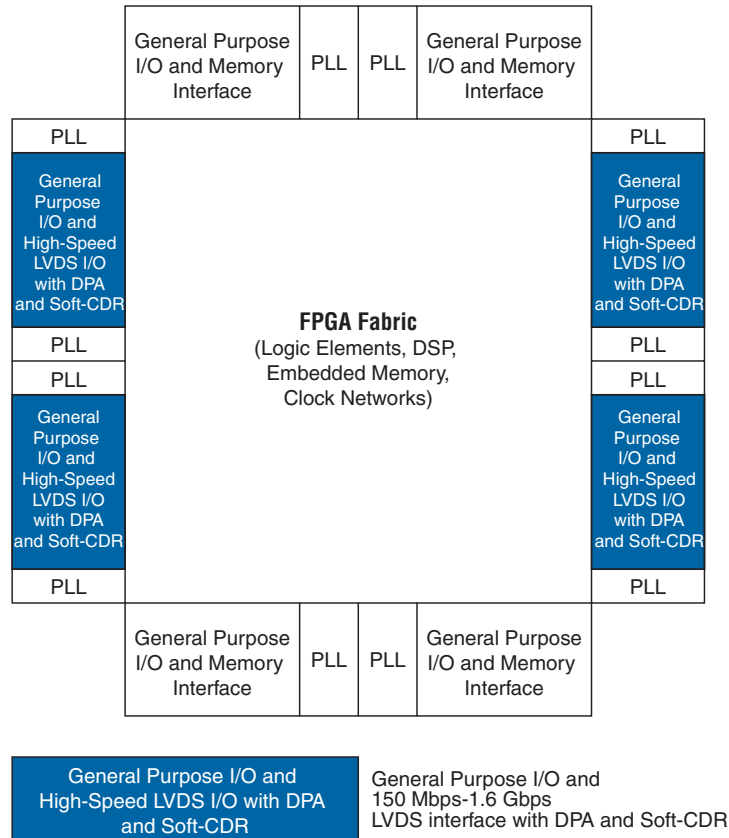 General Purpose
I/O and Memory
Interface
PLL
PLL
General Purpose
I/O and Memory
Interface
PLL
General
Purpose
I/O and
High-Speed
LVDS I/O
with DPA
and Soft-CDR
PLL
PLL
General
Purpose
I/O and
High-Speed
LVDS I/O
with DPA
and Soft-CDR
PLL
FPGA Fabric
(Logic Elements, DSP,
Embedded Memory,
Clock Networks)
PLL
General
Purpose
I/O and
High-Speed
LVDS I/O
with DPA
and Soft-CDR
PLL
PLL
General
Purpose
I/O and
High-Speed
LVDS I/O
with DPA
and Soft-CDR
PLL
General Purpose
I/O and Memory
Interface
PLL
PLL
General Purpose
I/O and Memory
Interface
General Purpose I/O and
High-Speed LVDS I/O with DPA
and Soft-CDR
General Purpose I/O and
150 Mbps-1.6 Gbps
LVDS interface with DPA and Soft-CDR